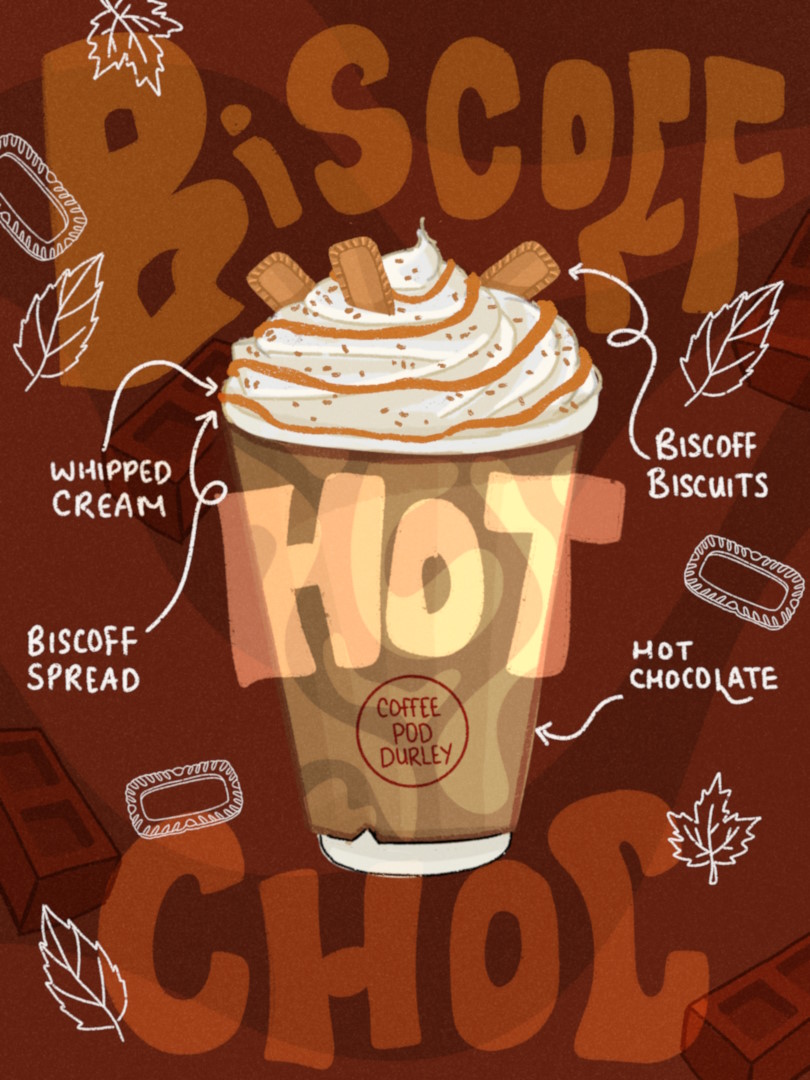 BiSCOFF
HOT
CHOC
WHIPPED
CREAM
BISCOFF
BISCUITS
BISCOFF
SPREAD
HOT
CHOCOLATE
COFFEE
POD
DURLEY